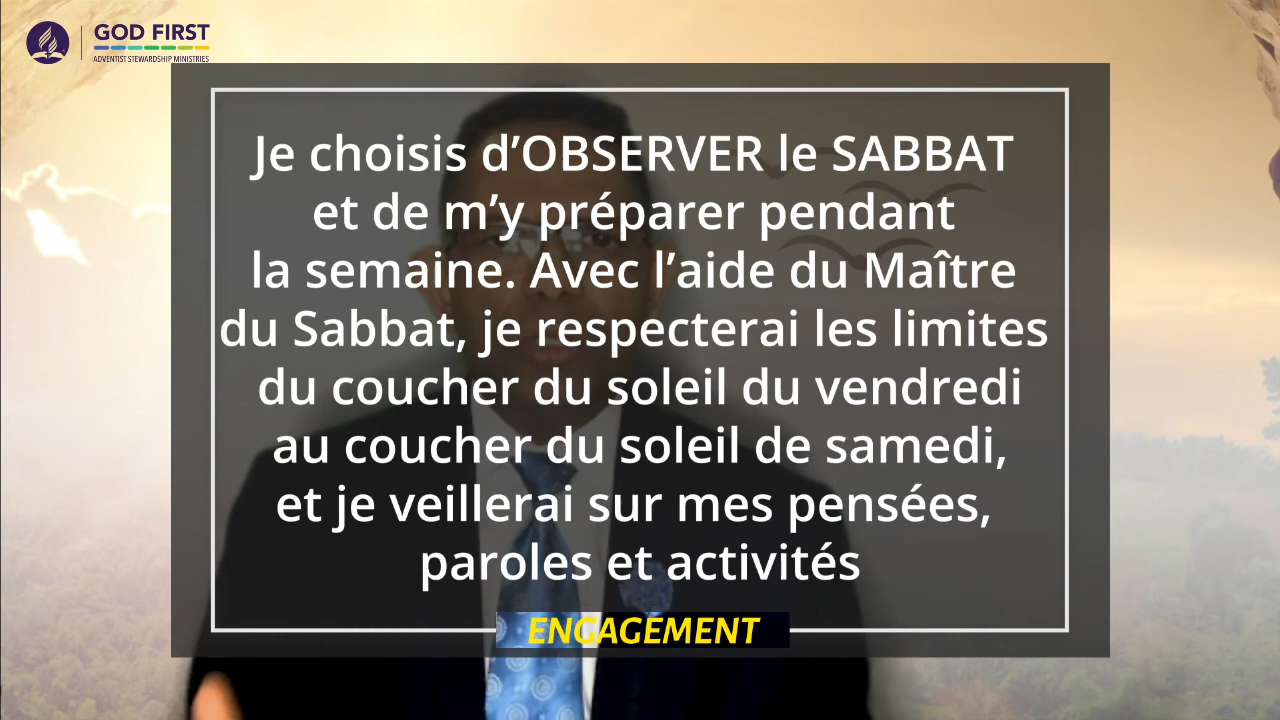 GOD FIRST
ADVENTIST STEWARDSHIP MINISTRIES
Je choisis d’OBSERVER le SABBAT
et de m’y préparer pendant
la semaine. Avec l’aide du Maître
du Sabbat, je respecterai les limites
du coucher du soleil du vendredi
au coucher du soleil de samedi,
et je veillerai sur mes pensées,
paroles et activités
ENGAGEMENT